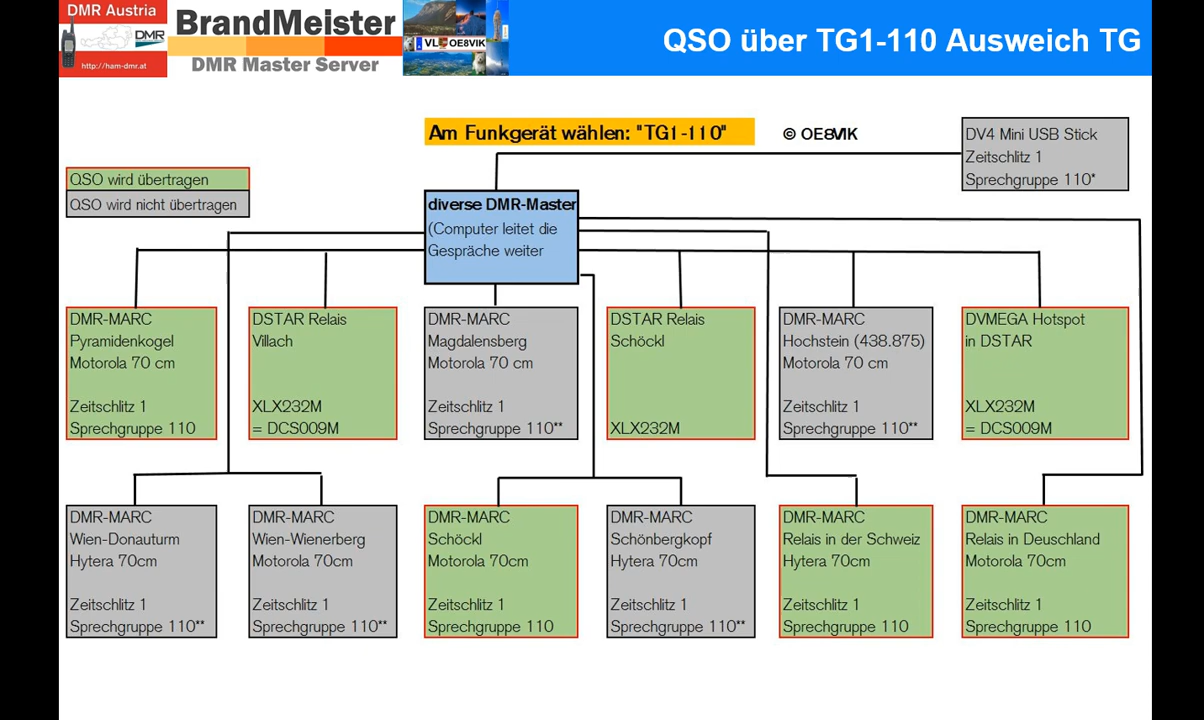 DMR Austria
DMR
http://ham-dmr.at
BrandMeister
DMR Master Server
VL
OE8VIK
QSO über TG1-110 Ausweich TG
Am Funkgerät wählen: "TG1-110"
© OE8VIK
DV4 Mini USB Stick
Zeitschlitz 1
Sprechgruppe 110*
QSO wird übertragen
QSO wird nicht übertragen
diverse DMR-Master
(Computer leitet die
Gespräche weiter
DMR-MARC
Pyramidenkogel
Motorola 70 cm
Zeitschlitz 1
Sprechgruppe 110
DSTAR Relais
Villach
XLX232M
= DCS009M
DMR-MARC
Magdalensberg
Motorola 70 cm
Zeitschlitz 1
Sprechgruppe 110**
DSTAR Relais
Schöckl
XLX232M
DMR-MARC
Hochstein (438.875)
Motorola 70 cm
Zeitschlitz 1
Sprechgruppe 110**
DVMEGA Hotspot
in DSTAR
XLX232M
= DCS009M
DMR-MARC
Wien-Donauturm
Hytera 70cm
Zeitschlitz 1
Sprechgruppe 110**
DMR-MARC
Wien-Wienerberg
Motorola 70cm
Zeitschlitz 1
Sprechgruppe 110**
DMR-MARC
Schöckl
Motorola 70cm
Zeitschlitz 1
Sprechgruppe 110
DMR-MARC
Schönbergkopf
Hytera 70cm
Zeitschlitz 1
Sprechgruppe 110**
DMR-MARC
Relais in der Schweiz
Hytera 70cm
Zeitschlitz 1
Sprechgruppe 110
DMR-MARC
Relais in Deuschland
Motorola 70cm
Zeitschlitz 1
Sprechgruppe 110